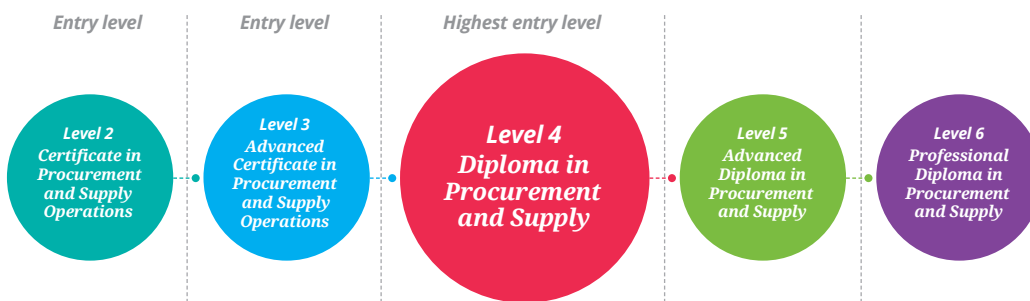 Entry level
Entry level
Highest entry level
Level 2
Certificate in
Procurement
and Supply
Operations
Level 3
Advanced
Certificate in
Procurement
and Supply
Operations
Level 4
Diploma in
Procurement
and Supply
Level 5
Advanced
Diploma in
Procurement
and Supply
Level 6
Professional
Diploma in
Procurement
and Supply